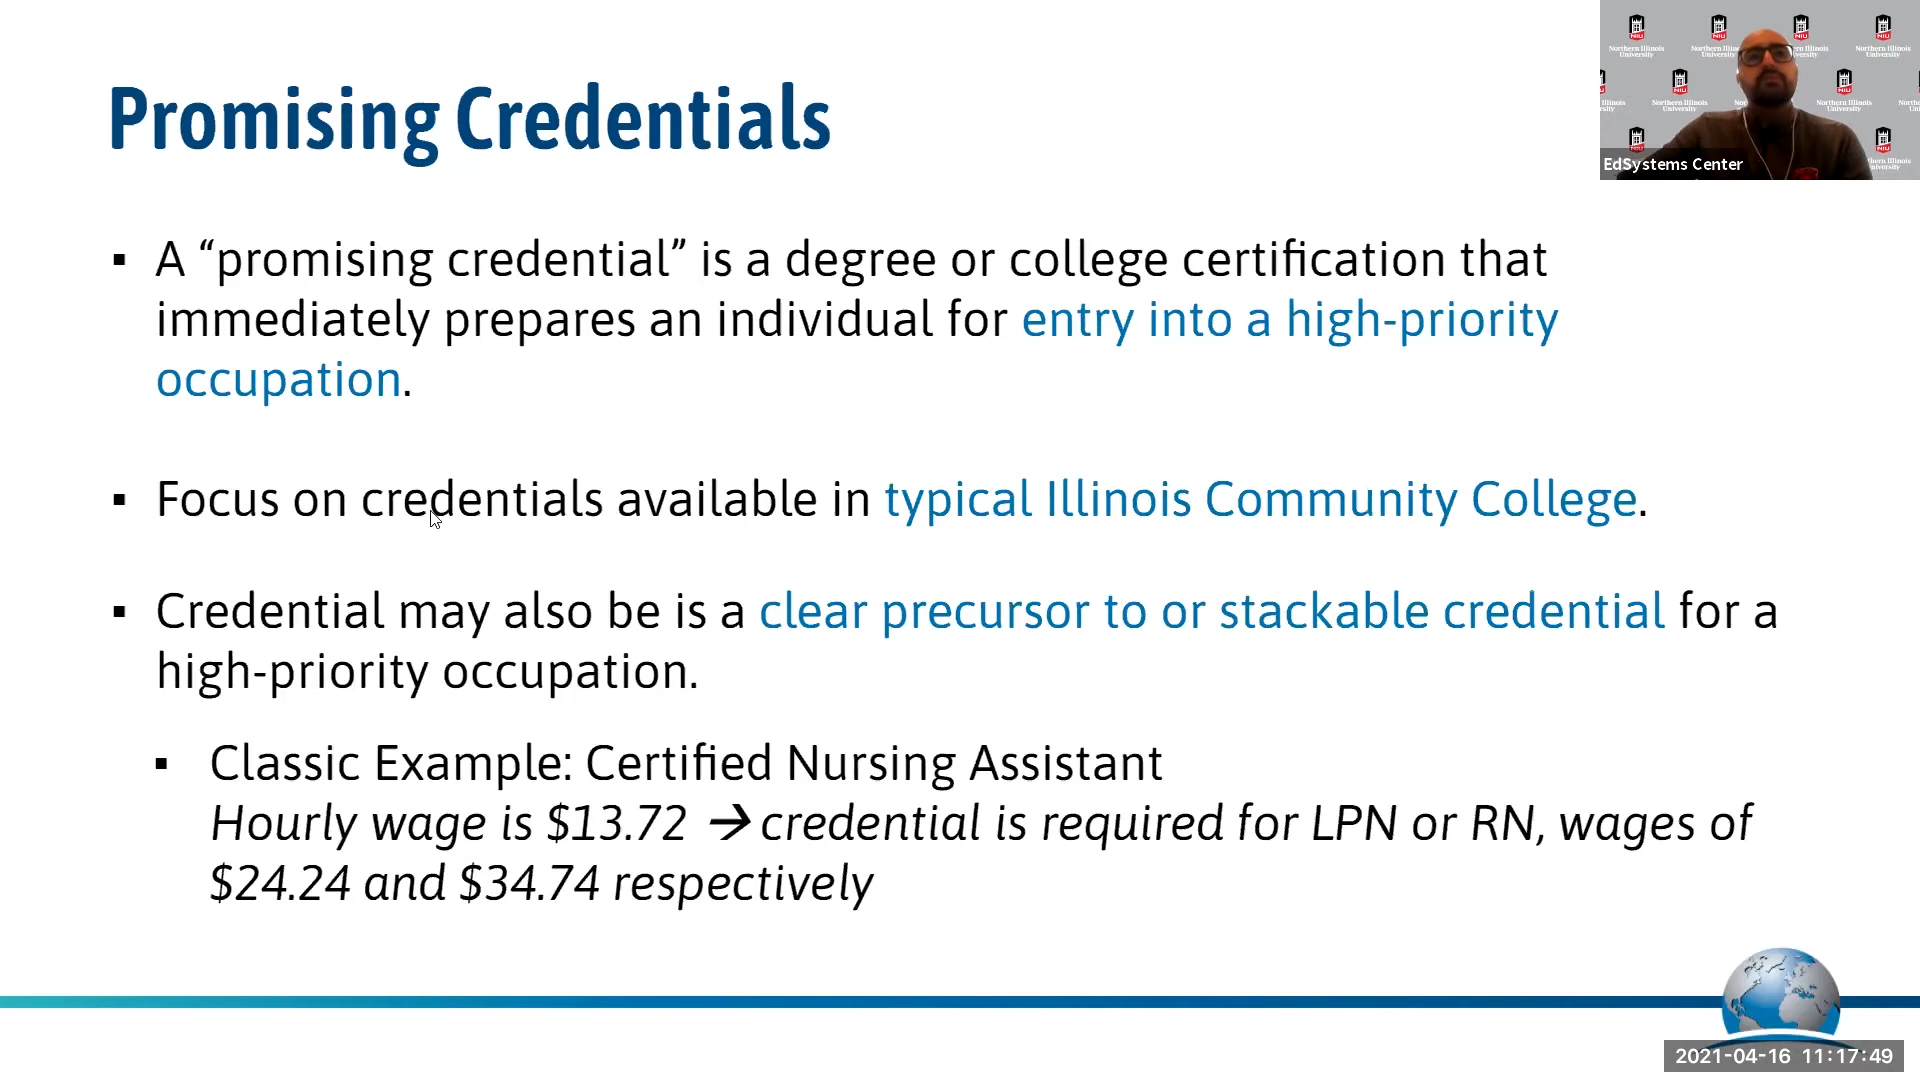 Promising Credentials
▪ A “promising credential” is a degree or college certification that
immediately prepares an individual for entry into a high-priority
occupation.
▪ Focus on credentials available in typical Illinois Community College.
▪ Credential may also be is a clear precursor to or stackable credential for a
high-priority occupation.
▪ Classic Example: Certified Nursing Assistant
Hourly wage is $13.72 → credential is required for LPN or RN, wages of
$24.24 and $34.74 respectively
NIU
Northern Illinois
University
EdSystems Center
2021-04-16 11:17:49